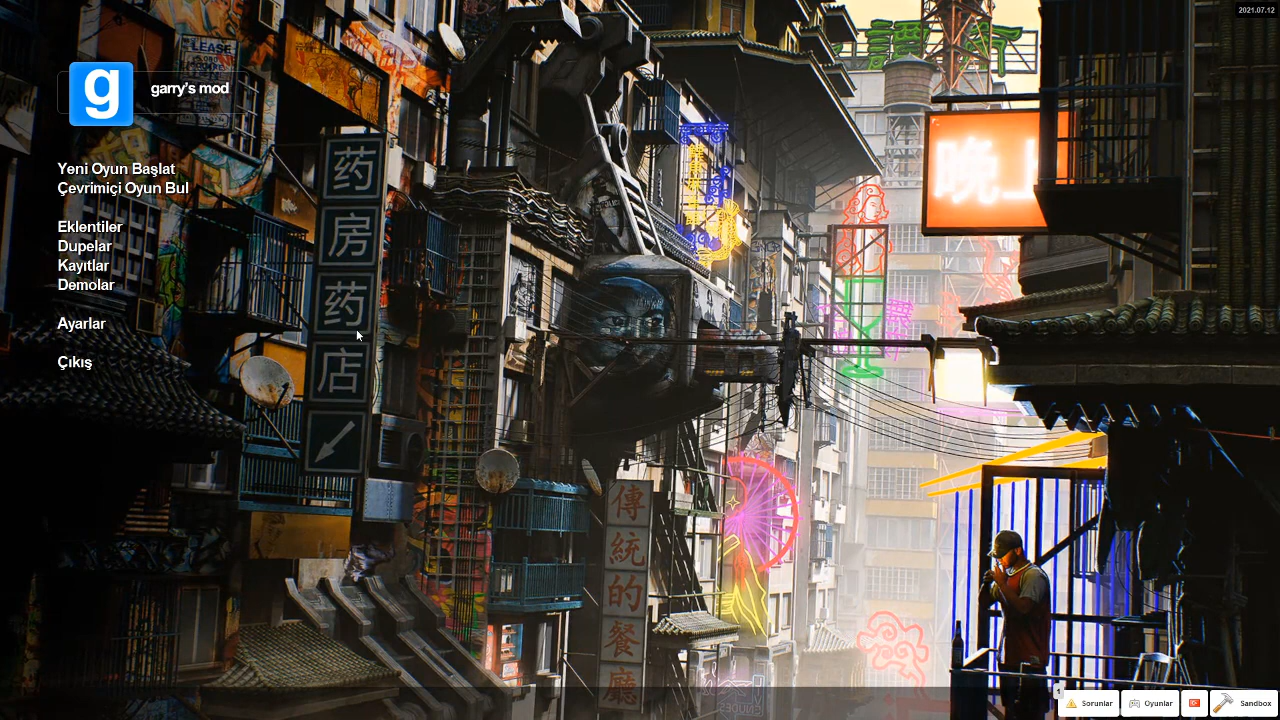 2021.07.12
garry's mod
Yeni Oyun Başlat
Çevrimiçi Oyun Bul
Eklentiler
Dupelar
Kayıtlar
Demolar
Ayarlar
Çıkış
LEASE
药房药店
傳統的餐廳
晚上
1
Sorunlar
Oyunlar
Sandbox